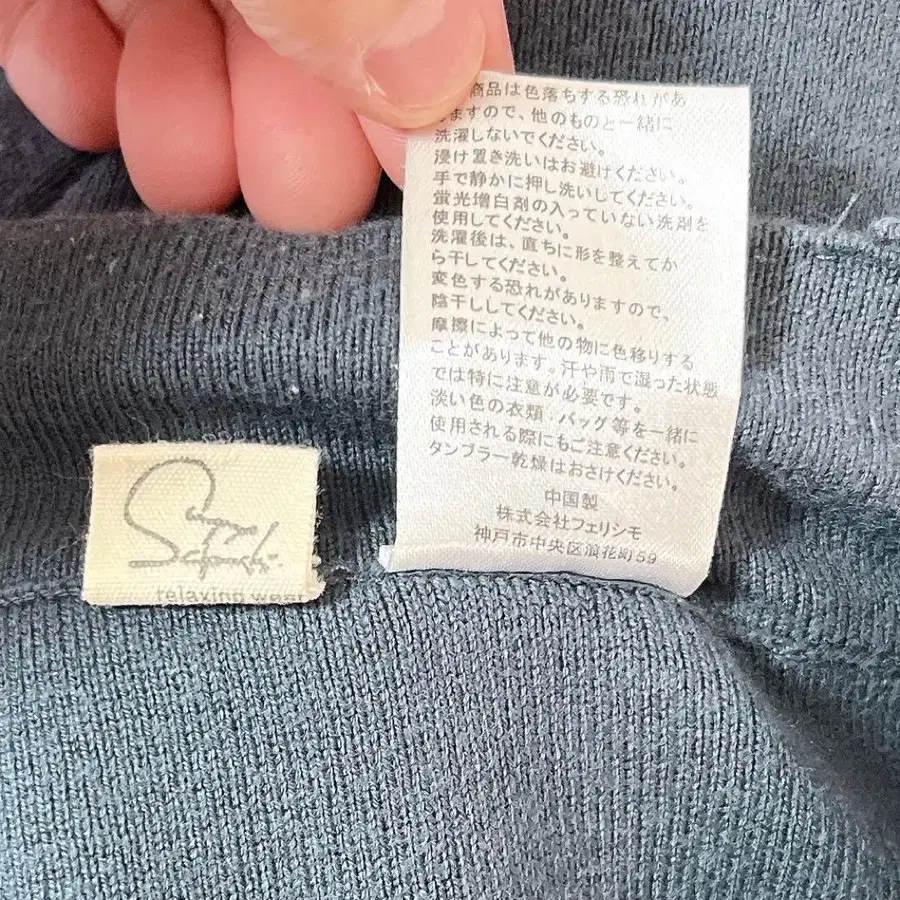 商品は色落ちする恐れがあ
ますので、他のものと一緒に
洗濯しないでください。
浸け置き洗いはお避けください。
手で静かに押し洗いしてください。
蛍光増白剤の入っていない洗剤を
使用してください。
洗濯後は、直ちに形を整えてか
ら干してください。
変色する恐れがありますので、
陰干ししてください。
摩擦によって他の物に色移りする
ことがあります。汗や雨で湿った状態
では特に注意が必要です。
淡い色の衣類・バッグ等を一緒に
使用される際にもご注意ください。
タンブラー乾燥はおさけください。
中国製
株式会社フェリシモ
神戸市中央区浪花町59
relaxing wear